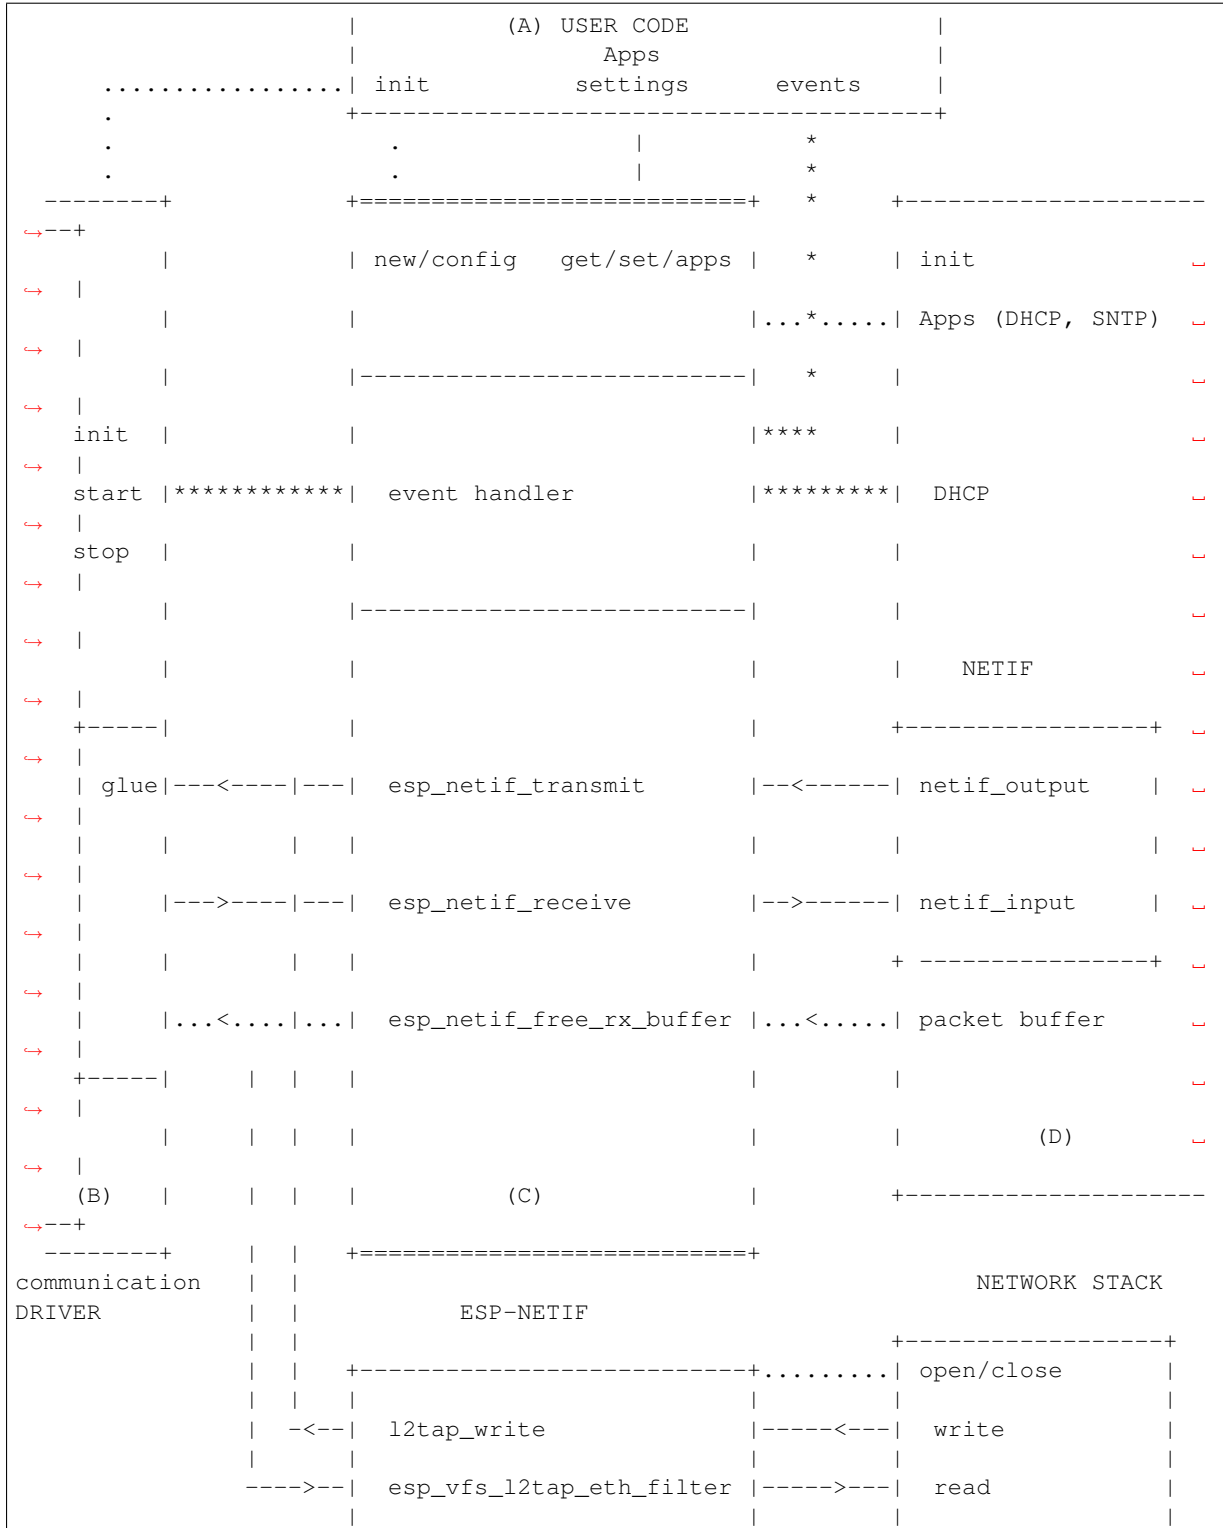 (A) USER CODE
Apps
.................| init settings events |
. +----------------------------------------+
. . | *
. . | *
--------+ +===========================+ * +---------------------
↪--+
| | new/config get/set/apps | * | init ␣
↪ |
| | |...*.....| Apps (DHCP, SNTP) ␣
↪ |
| |---------------------------| * | ␣
↪ |
init | | |**** | ␣
↪ |
start |************| event handler |*********| DHCP ␣
↪ |
stop | | | | ␣
↪ |
| |---------------------------| | ␣
↪ |
| | | | NETIF ␣
↪ |
+-----| | | +-----------------+ ␣
↪ |
| glue|---<----|---| esp_netif_transmit |--<------| netif_output | ␣
↪ |
| | | | | | | ␣
↪ |
| |--->----|---| esp_netif_receive |-->------| netif_input | ␣
↪ |
| | | | | + ----------------+ ␣
↪ |
| |...<....|...| esp_netif_free_rx_buffer |...<.....| packet buffer ␣
↪ |
+-----| | | | | | ␣
↪ |
| | | | | | (D) ␣
↪ |
(B) | | | | (C) | +---------------------
↪--+
--------+ | | +===========================+
communication | | NETWORK STACK
DRIVER | | ESP-NETIF
| | +------------------+
| | +---------------------------+.........| open/close |
| | | | | |
| -<--| l2tap_write |-----<---| write |
| | | | |
---->--| esp_vfs_l2tap_eth_filter |----->---| read |
| | | |